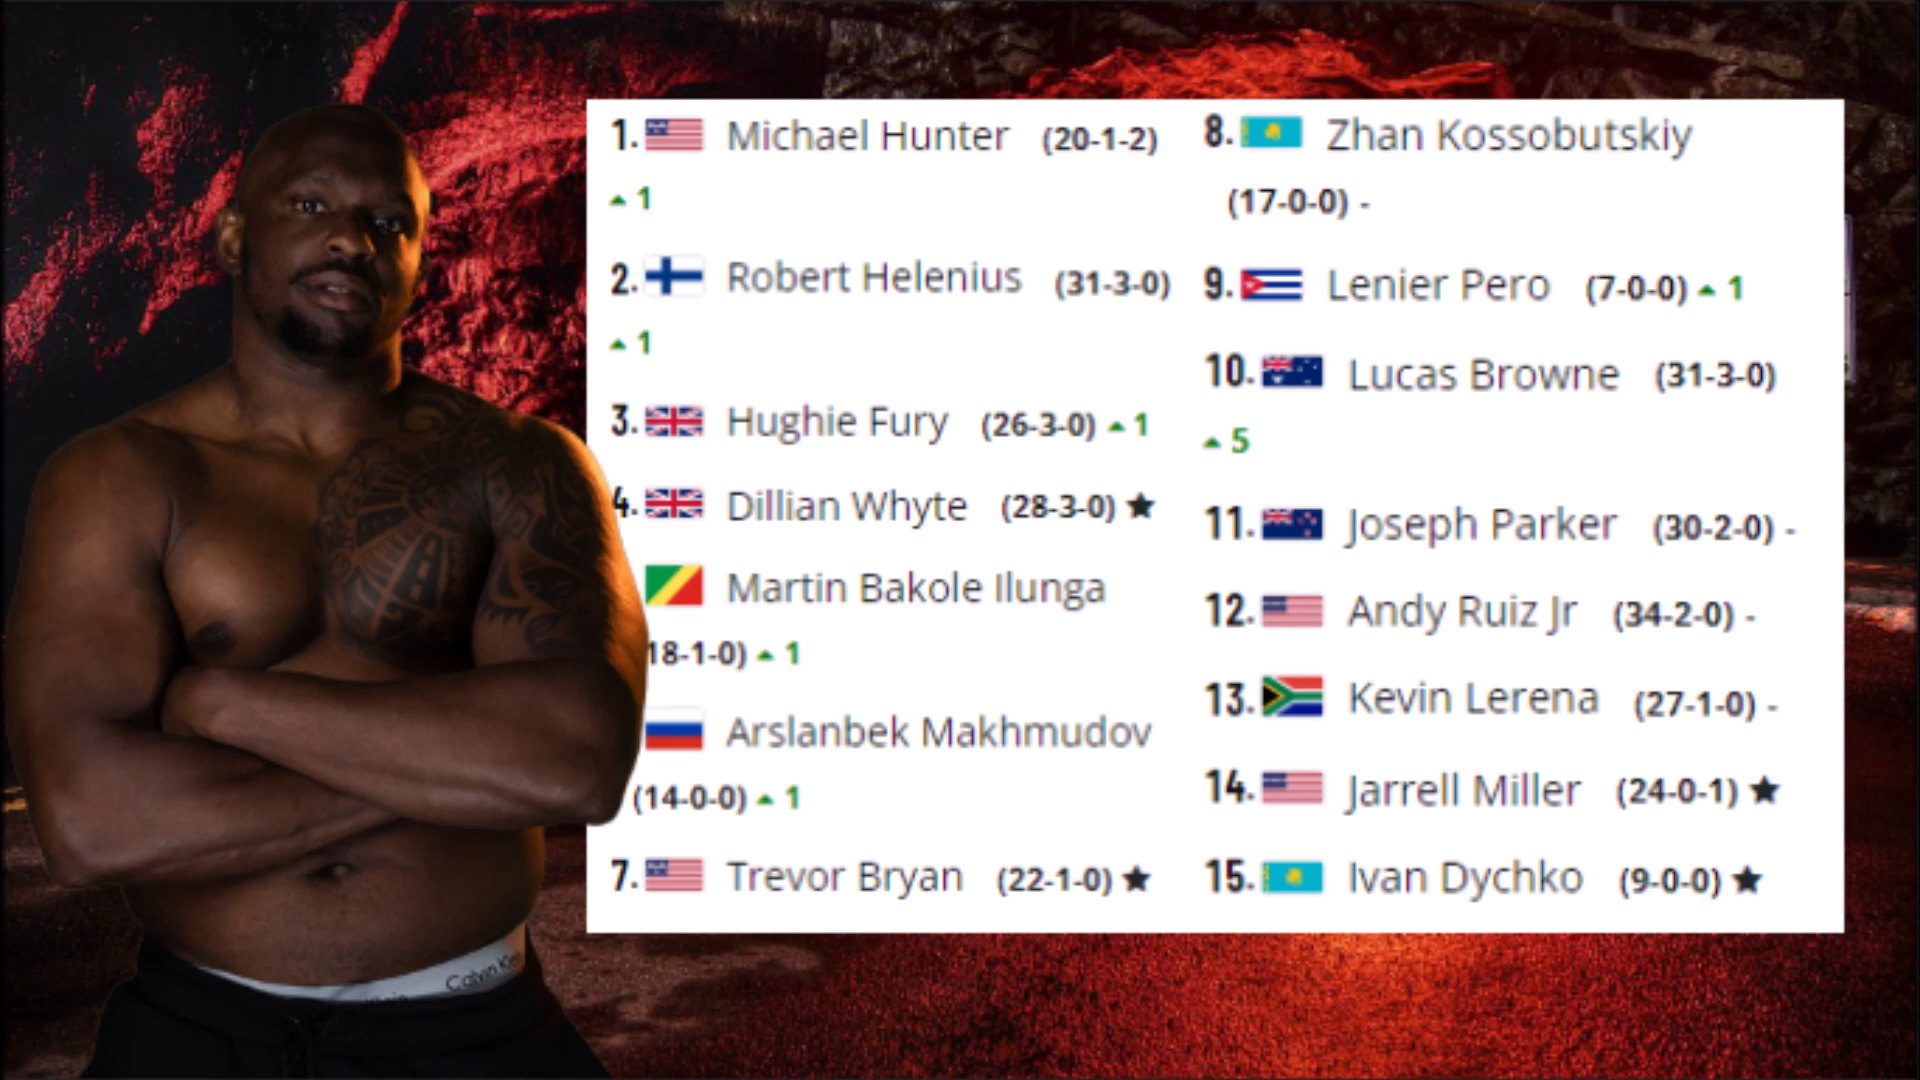 1. Michael Hunter (20-1-2)
▲ 1
2. Robert Helenius (31-3-0)
▲ 1
3. Hughie Fury (26-3-0) ▲ 1
4. Dillian Whyte (28-3-0) ★
Martin Bakole Ilunga
18-1-0) ▲ 1
Arslanbek Makhmudov
(14-0-0) ▲ 1
7. Trevor Bryan (22-1-0) ★
8. Zhan Kossobutskiy
(17-0-0) -
9. Lenier Pero (7-0-0) ▲ 1
10. Lucas Browne (31-3-0)
▲ 5
11. Joseph Parker (30-2-0) -
12. Andy Ruiz Jr (34-2-0) -
13. Kevin Lerena (27-1-0) -
14. Jarrell Miller (24-0-1) ★
15. Ivan Dychko (9-0-0) ★
Calvin